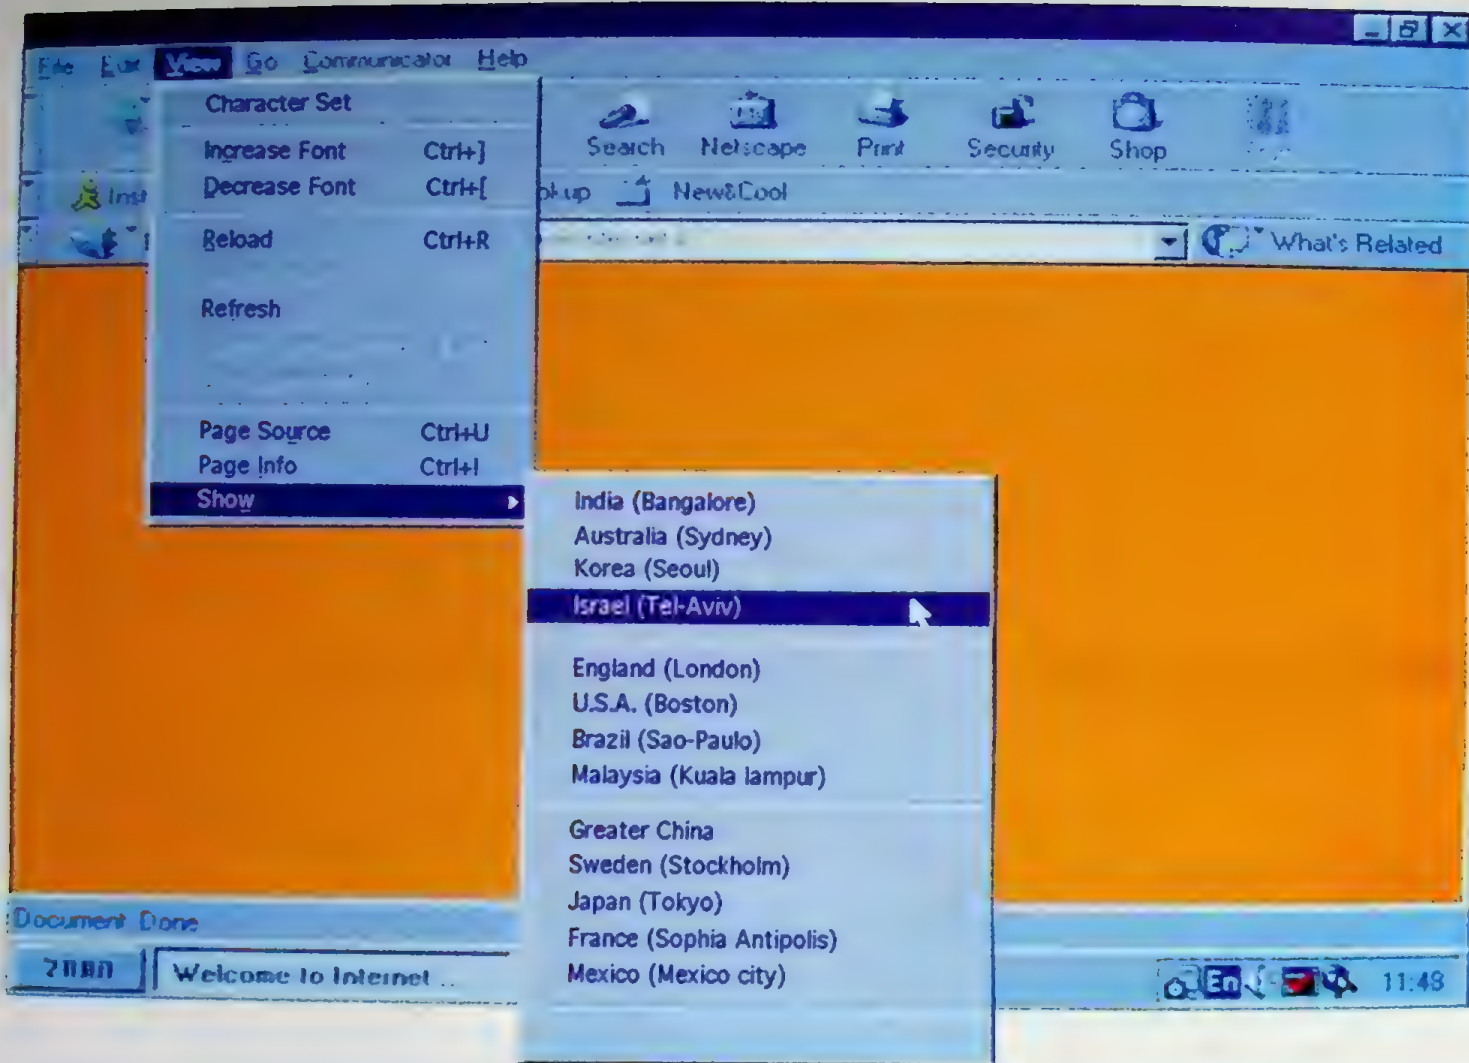 File Edit View Go Communicator Help
Character Set
Increase Font Ctrl+]
Decrease Font Ctrl+[
Reload Ctrl+R
Refresh
Page Source Ctrl+U
Page Info Ctrl+I
Show
Search Netscape Print Security Shop
Inst
okup New&Cool
What's Related
India (Bangalore)
Australia (Sydney)
Korea (Seoul)
Israel (Tel-Aviv)
England (London)
U.S.A. (Boston)
Brazil (Sao-Paulo)
Malaysia (Kuala lampur)
Greater China
Sweden (Stockholm)
Japan (Tokyo)
France (Sophia Antipolis)
Mexico (Mexico city)
Document: Done
Welcome to Internet ..
En 11:48